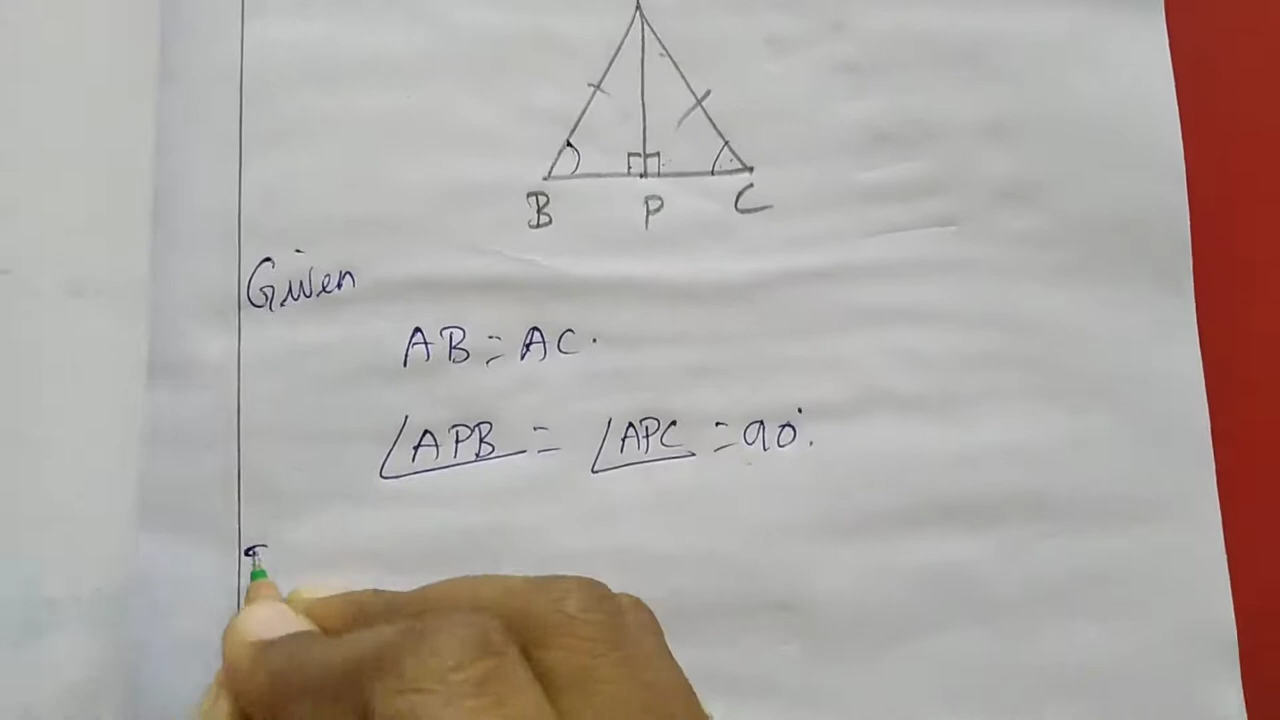 B P C
Given
AB = AC.
∠APB = ∠APC = 90°.